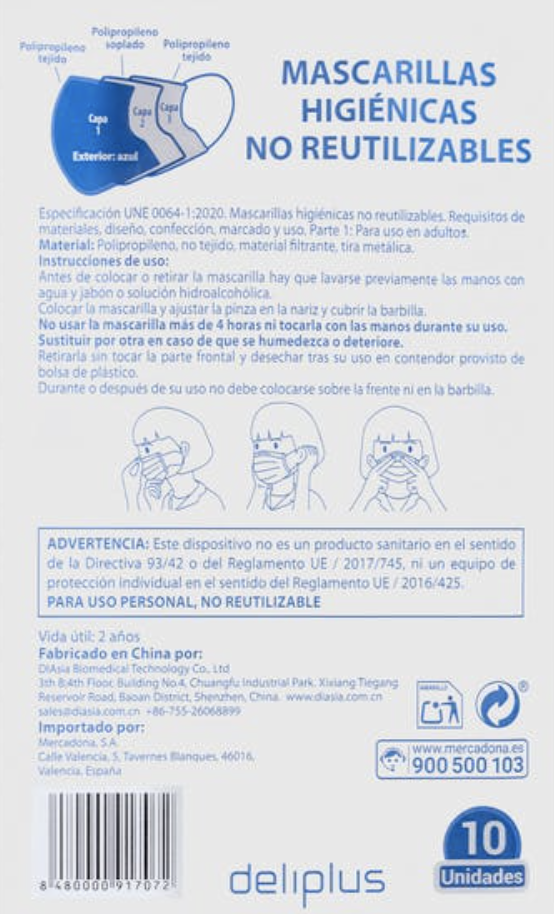 Polipropileno
soplado
Polipropileno
tejido
Polipropileno
tejido
Capa
1
Capa
2
Capa
3
Exterior: azul
MASCARILLAS
HIGIÉNICAS
NO REUTILIZABLES
Especificación UNE 0064-1:2020. Mascarillas higiénicas no reutilizables. Requisitos de
materiales, diseño, confección, marcado y uso. Parte 1: Para uso en adultos.
Material: Polipropileno, no tejido, material filtrante, tira metálica.
Instrucciones de uso:
Antes de colocar o retirar la mascarilla hay que lavarse previamente las manos con
agua y jabón o solución hidroalcohólica.
Colocar la mascarilla y ajustar la pinza en la nariz y cubrir la barbilla.
No usar la mascarilla más de 4 horas ni tocarla con las manos durante su uso.
Sustituir por otra en caso de que se humedezca o deteriore.
Retirarla sin tocar la parte frontal y desechar tras su uso en contendor provisto de
bolsa de plástico.
Durante o después de su uso no debe colocarse sobre la frente ni en la barbilla.
ADVERTENCIA: Este dispositivo no es un producto sanitario en el sentido
de la Directiva 93/42 o del Reglamento UE / 2017/745, ni un equipo de
protección individual en el sentido del Reglamento UE / 2016/425.
PARA USO PERSONAL, NO REUTILIZABLE
Vida útil: 2 años
Fabricado en China por:
DIAsia Biomedical Technology Co., Ltd
3th &4th Floor, Building No.4, Chuangfu Industrial Park. Xixiang Tiegang
Reservoir Road, Baoan District, Shenzhen, China. www.diasia.com.cn
sales@diasia.com.cn +86-755-26068899
Importado por:
Mercadona, S.A.
Calle Valencia, 5, Tavernes Blanques, 46016,
Valencia, España
AMARILLO
®
www.mercadona.es
900 500 103
8 480000 917072
deliplus
10
Unidades